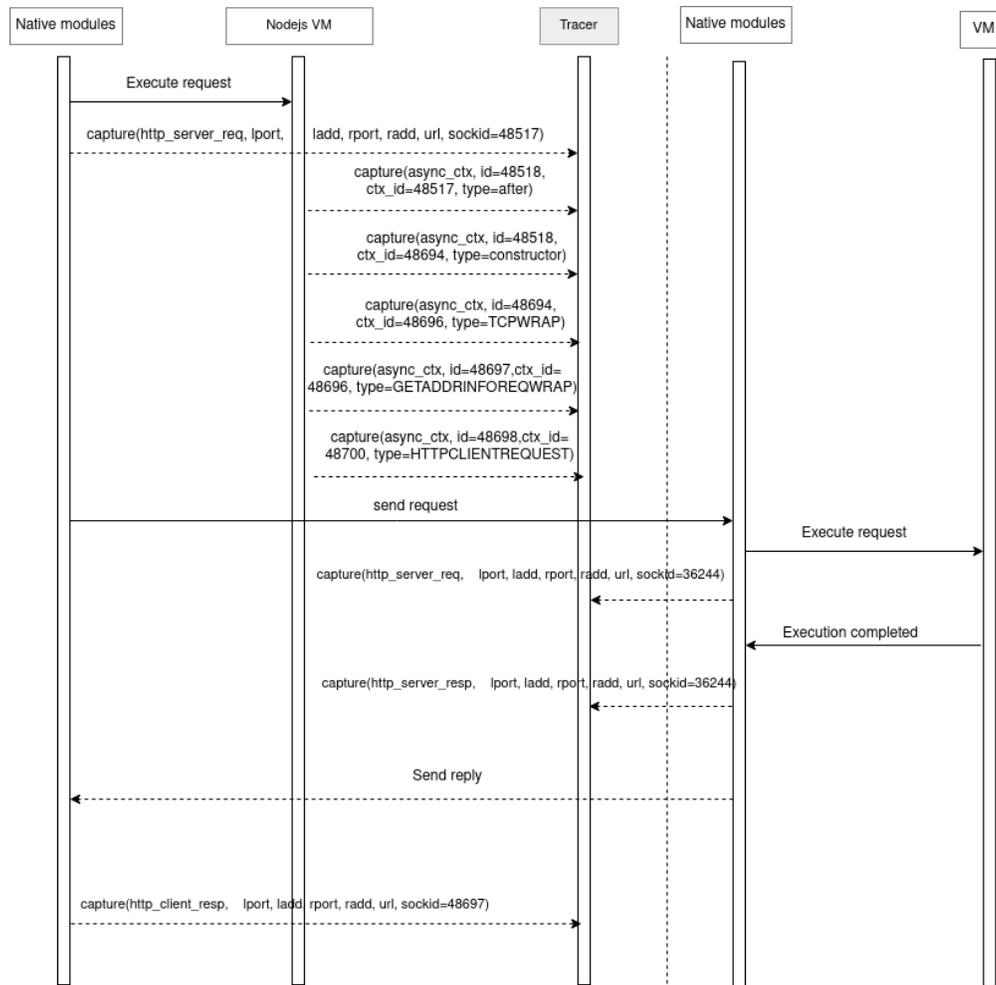 Native modules
Nodejs VM
Tracer
Native modules
VM
Execute request
capture(http_server_req, lport, ladd, rport, radd, url, sockid=48517)
capture(async_ctx, id=48518,
ctx_id=48517, type=after)
capture(async_ctx, id=48518,
ctx_id=48694, type=constructor)
capture(async_ctx, id=48694,
ctx_id=48696, type=TCPWRAP)
capture(async_ctx, id=48697,ctx_id=
48696, type=GETADDRINFOREQWRAP)
capture(async_ctx, id=48698,ctx_id=
48700, type=HTTPCLIENTREQUEST)
send request
Execute request
capture(http_server_req, lport, ladd, rport, radd, url, sockid=36244)
Execution completed
capture(http_server_resp, lport, ladd, rport, radd, url, sockid=36244)
Send reply
capture(http_client_resp, lport, ladd, rport, radd, url, sockid=48697)